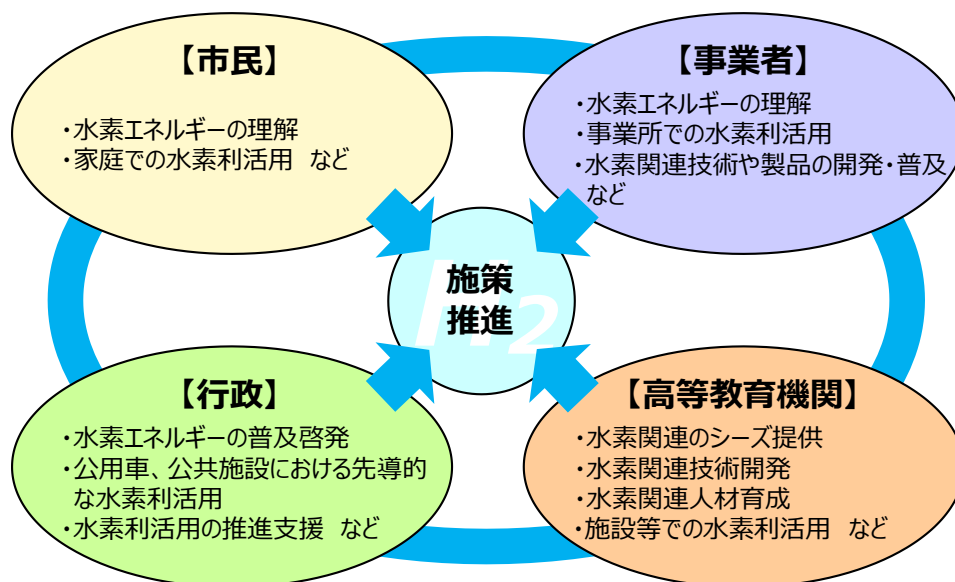 【市民】
・水素エネルギーの理解
・家庭での水素利活用 など
【事業者】
・水素エネルギーの理解
・事業所での水素利活用
・水素関連技術や製品の開発・普及
など
H2
施策
推進
【行政】
・水素エネルギーの普及啓発
・公用車、公共施設における先導的
な水素利活用
・水素利活用の推進支援 など
【高等教育機関】
・水素関連のシーズ提供
・水素関連技術開発
・水素関連人材育成
・施設等での水素利活用 など